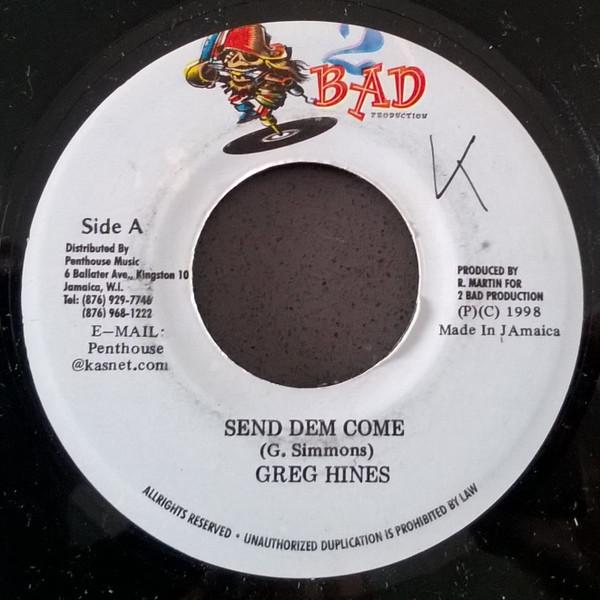 2
BAD
PRODUCTION
Side A
Distributed By
Penthouse Music
6 Ballater Ave., Kingston 10
Jamaica, W.I.
Tel: (876) 929-7746
(876) 968-1222
E-MAIL:
Penthouse
@kasnet.com
PRODUCED BY
R. MARTIN FOR
2 BAD PRODUCTION
(P)(C) 1998
Made In JAmaica
SEND DEM COME
(G. Simmons)
GREG HINES
ALLRIGHTS RESERVED • UNAUTHORIZED DUPLICATION IS PROHIBITED BY LAW